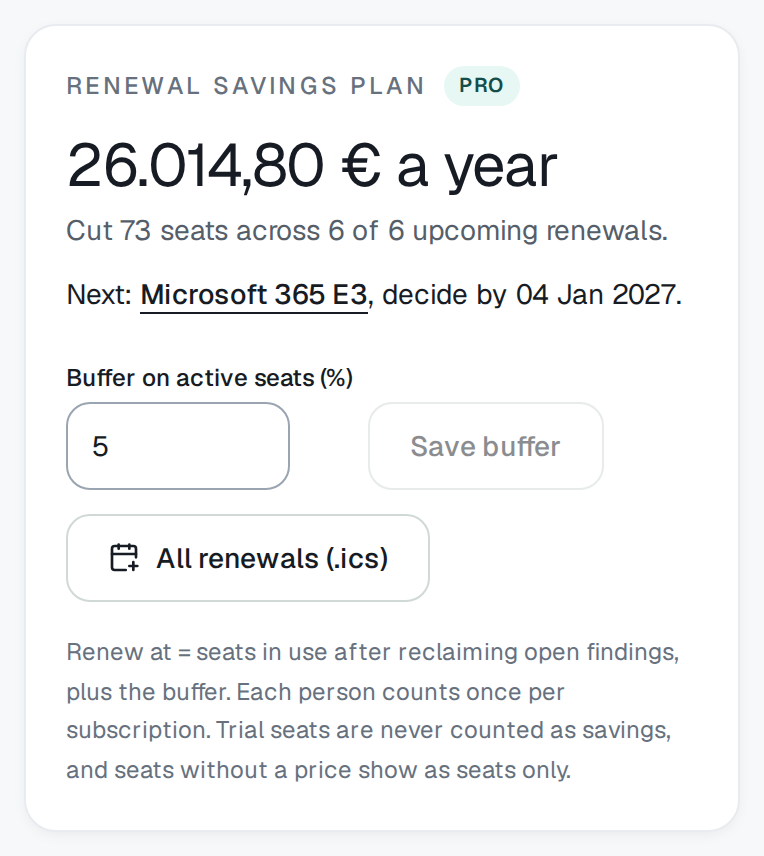 RENEWAL SAVINGS PLAN PRO
26.014,80 € a year
Cut 73 seats across 6 of 6 upcoming renewals.
Next: Microsoft 365 E3, decide by 04 Jan 2027.
Buffer on active seats (%)
5 Save buffer
All renewals (.ics)
Renew at = seats in use after reclaiming open findings,
plus the buffer. Each person counts once per
subscription. Trial seats are never counted as savings,
and seats without a price show as seats only.